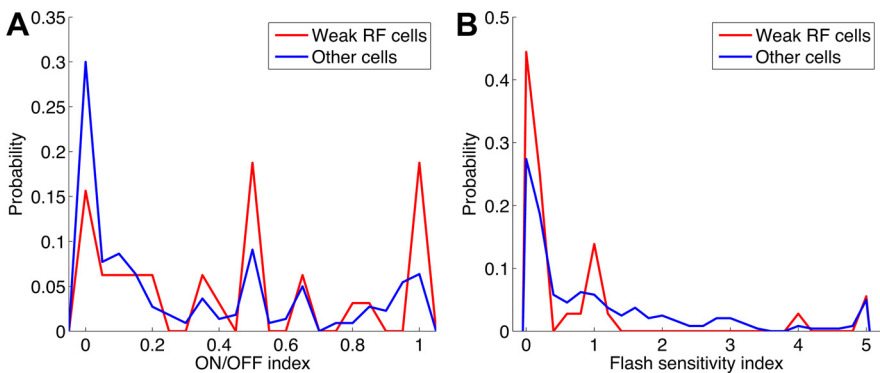 A
0.35
0.3
0.25
0.2
0.15
0.1
0.05
0
Probability
Weak RF cells
Other cells
0 0.2 0.4 0.6 0.8 1
ON/OFF index
B
0.5
0.4
0.3
0.2
0.1
0
Probability
Weak RF cells
Other cells
0 1 2 3 4 5
Flash sensitivity index